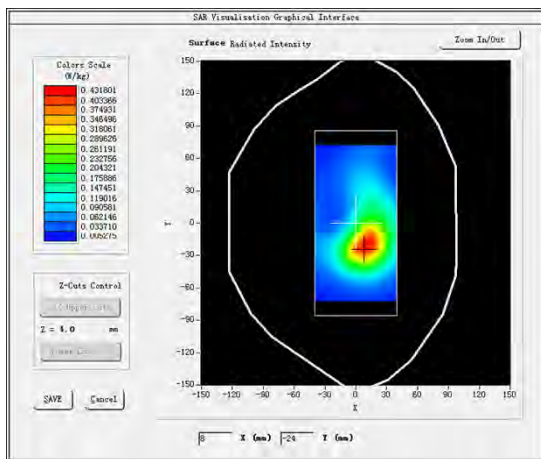 SAR Visualisation Graphical Interface
Surface Radiated Intensity
Zoom In/Out
Colors Scale
(W/kg)
0.431801
0.403366
0.374931
0.346496
0.318061
0.289626
0.261191
0.232756
0.204321
0.175886
0.147451
0.119016
0.090581
0.062146
0.033710
0.005275
150
120
90
60
30
0
-30
-60
-90
-120
-150
Y
-150 -120 -90 -60 -30 0 30 60 90 120 150
X
Z-Cuts Control
Z = 4.0 mm
SAVE
Cancel
8 X (mm) -24 Y (mm)